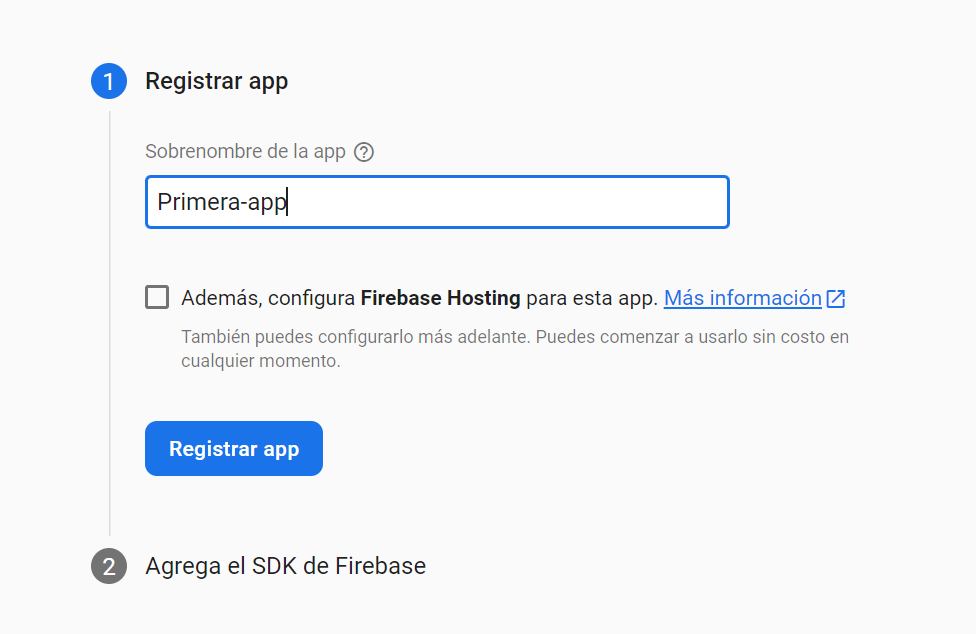 1 Registrar app
Sobrenombre de la app ?
Primera-app
Además, configura Firebase Hosting para esta app. Más información
También puedes configurarlo más adelante. Puedes comenzar a usarlo sin costo en
cualquier momento.
Registrar app
2 Agrega el SDK de Firebase